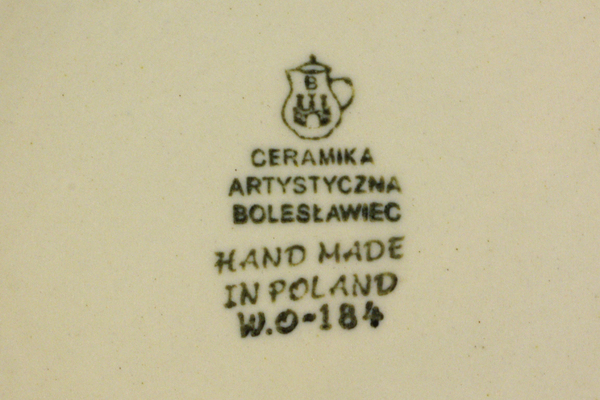 B
CERAMIKA
ARTYSTYCZNA
BOLESŁAWIEC
HAND MADE
IN POLAND
W.O-184